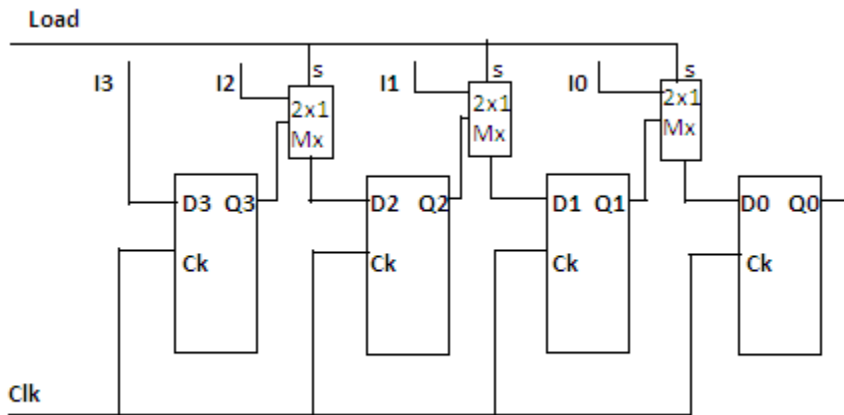 Load
I3 I2 s I1 s I0 s
2x1 2x1 2x1
Mx Mx Mx
D3 Q3 D2 Q2 D1 Q1 D0 Q0
Ck Ck Ck Ck
Clk